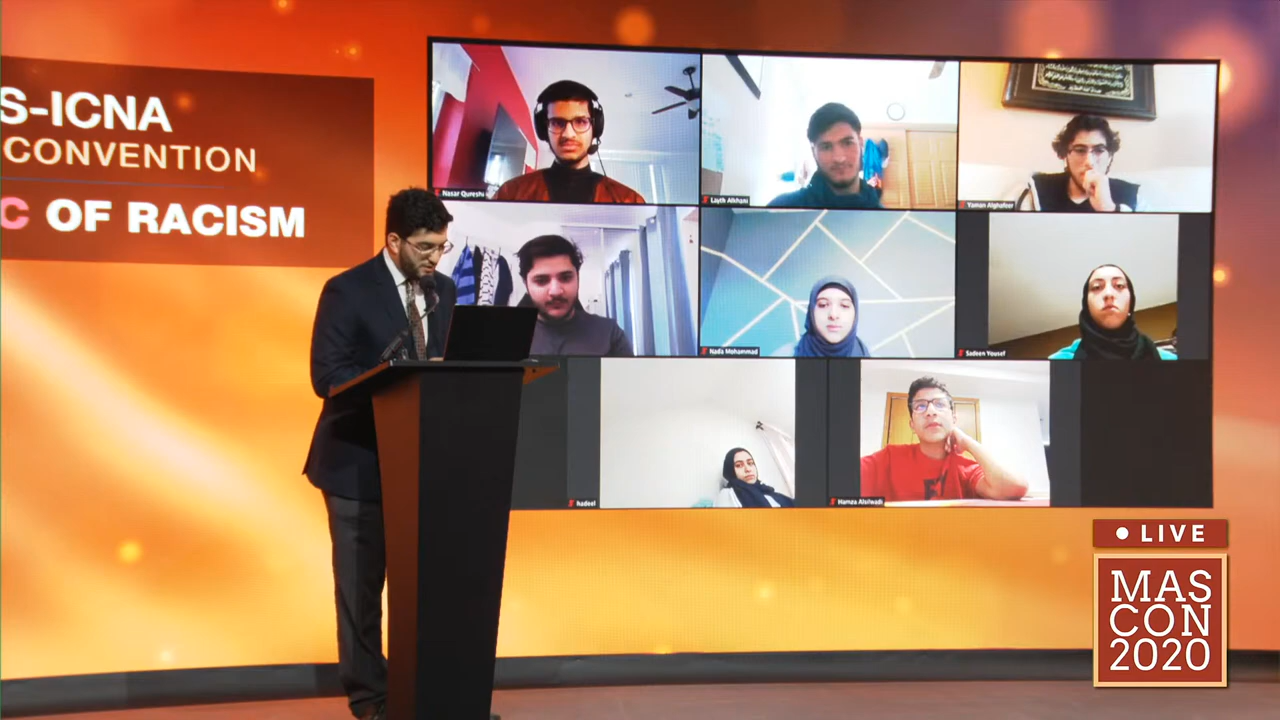 S-ICNA
CONVENTION
C OF RACISM
Nasar Qureshi
Layth Alkhani
Yaman Alghafeer
Nada Mohammad
Sadeen Yousef
hadeel
Hamza Alsilwadi
LIVE
MAS
CON
2020